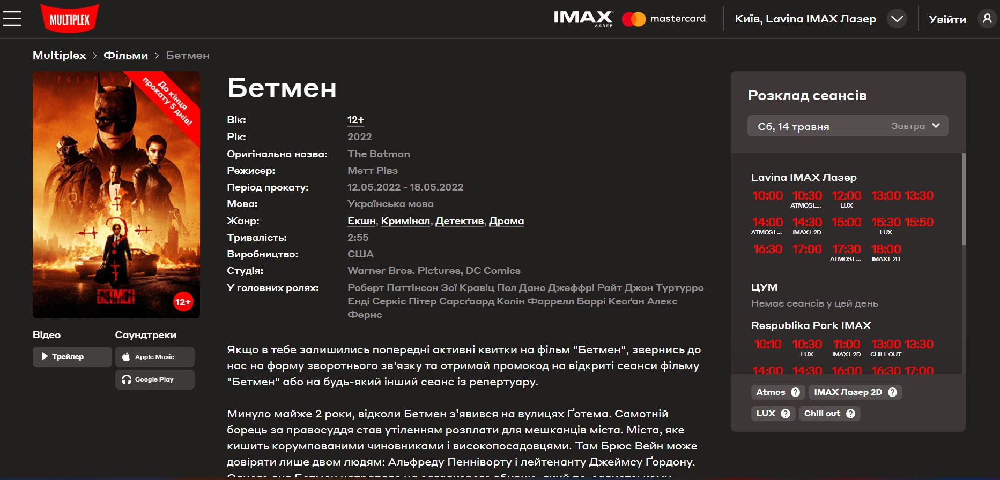 MULTIPLEX
IMAX
ЛАЗЕР
mastercard.
Київ, Lavina IMAX Лазер
Увійти
Multiplex > Фільми > Бетмен
РОЗКРИЙ
До кінця
прокату 5 днів!
БЕТМЕН
12+
Відео
Саундтреки
Трейлер
Apple Music
Google Play
Бетмен
Вік: 12+
Рік: 2022
Оригінальна назва: The Batman
Режисер: Метт Рівз
Період прокату: 12.05.2022 - 18.05.2022
Мова: Українська мова
Жанр: Екшн, Кримінал, Детектив, Драма
Тривалість: 2:55
Виробництво: США
Студія: Warner Bros. Pictures, DC Comics
У головних ролях: Роберт Паттінсон Зої Кравіц Пол Дано Джеффрі Райт Джон Туртурро
Енді Серкіс Пітер Сарсґаард Колін Фаррелл Баррі Кеоґан Алекс
Фернс
Якщо в тебе залишились попередні активні квитки на фільм "Бетмен", звернись до
нас на форму зворотнього зв'язку та отримай промокод на відкриті сеанси фільму
"Бетмен" або на будь-який інший сеанс із репертуару.
Минуло майже 2 роки, відколи Бетмен з’явився на вулицях Ґотема. Самотній
борець за правосуддя став утіленням розплати для мешканців міста. Міста, яке
кишить корумпованими чиновниками і високопосадовцями. Там Брюс Вейн може
довіряти лише двом людям: Альфреду Пенніворту і лейтенанту Джеймсу Ґордону.
Розклад сеансів
Сб, 14 травня Завтра
Lavina IMAX Лазер
10:00 10:30 12:00 13:00 13:30
ATMOS L... LUX
14:00 14:30 15:00 15:30 15:50
ATMOS L... IMAX L 2D LUX
16:30 17:00 17:30 18:00
ATMOS L... IMAX L 2D
ЦУМ
Немає сеансів у цей день
Respublika Park IMAX
10:10 10:30 11:00 13:00 13:30
LUX IMAX L 2D CHILL OUT
14:00 14:30 16:00 16:30 17:00
Atmos ? IMAX Лазер 2D ?
LUX ? Chill out ?